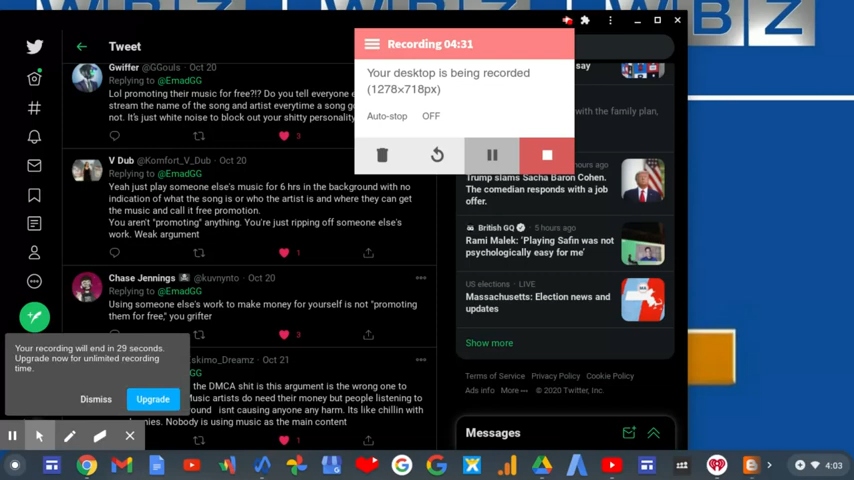 WBZ
Tweet
Gwiffer @GGouls · Oct 20
Replying to @EmadGG
Lol promoting their music for free?!? Do you tell everyone
stream the name of the song and artist everytime a song g
not. It's just white noise to block out your shitty personality
3
V Dub @Komfort_V_Dub · Oct 20
Replying to @EmadGG
Yeah just play someone else's music for 6 hrs in the background with no
indication of what the song is or who the artist is and where they can get
the music and call it free promotion.
You aren't "promoting" anything. You're just ripping off someone else's
work. Weak argument
1
Chase Jennings @kuvnynto · Oct 20
Replying to @EmadGG
Using someone else's work to make money for yourself is not "promoting
them for free," you grifter
3
skimo_Dreamz · Oct 21
GG
the DMCA shit is this argument is the wrong one to
Music artists do need their money but people listening to
ound isnt causing anyone any harm. Its like chillin with
Nobody is using music as the main content
1
Recording 04:31
Your desktop is being recorded
(1278×718px)
Auto-stop OFF
say
with the family plan,
hours ago
Trump slams Sacha Baron Cohen.
The comedian responds with a job
offer.
British GQ · 5 hours ago
Rami Malek: 'Playing Safin was not
psychologically easy for me'
US elections · LIVE
Massachusetts: Election news and
updates
Show more
Terms of Service Privacy Policy Cookie Policy
Ads info More © 2020 Twitter, Inc.
Messages
Your recording will end in 29 seconds.
Upgrade now for unlimited recording
time.
Dismiss Upgrade
4:03